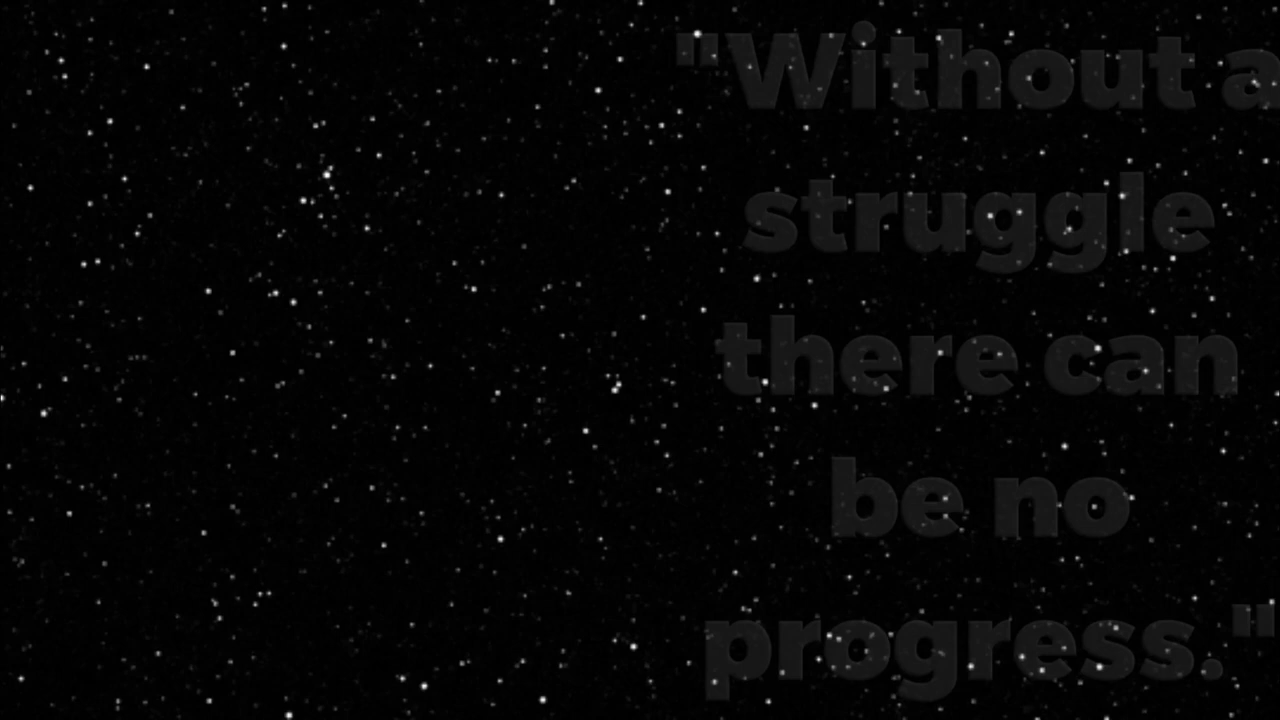 "Without a
struggle
there can
be no
progress."